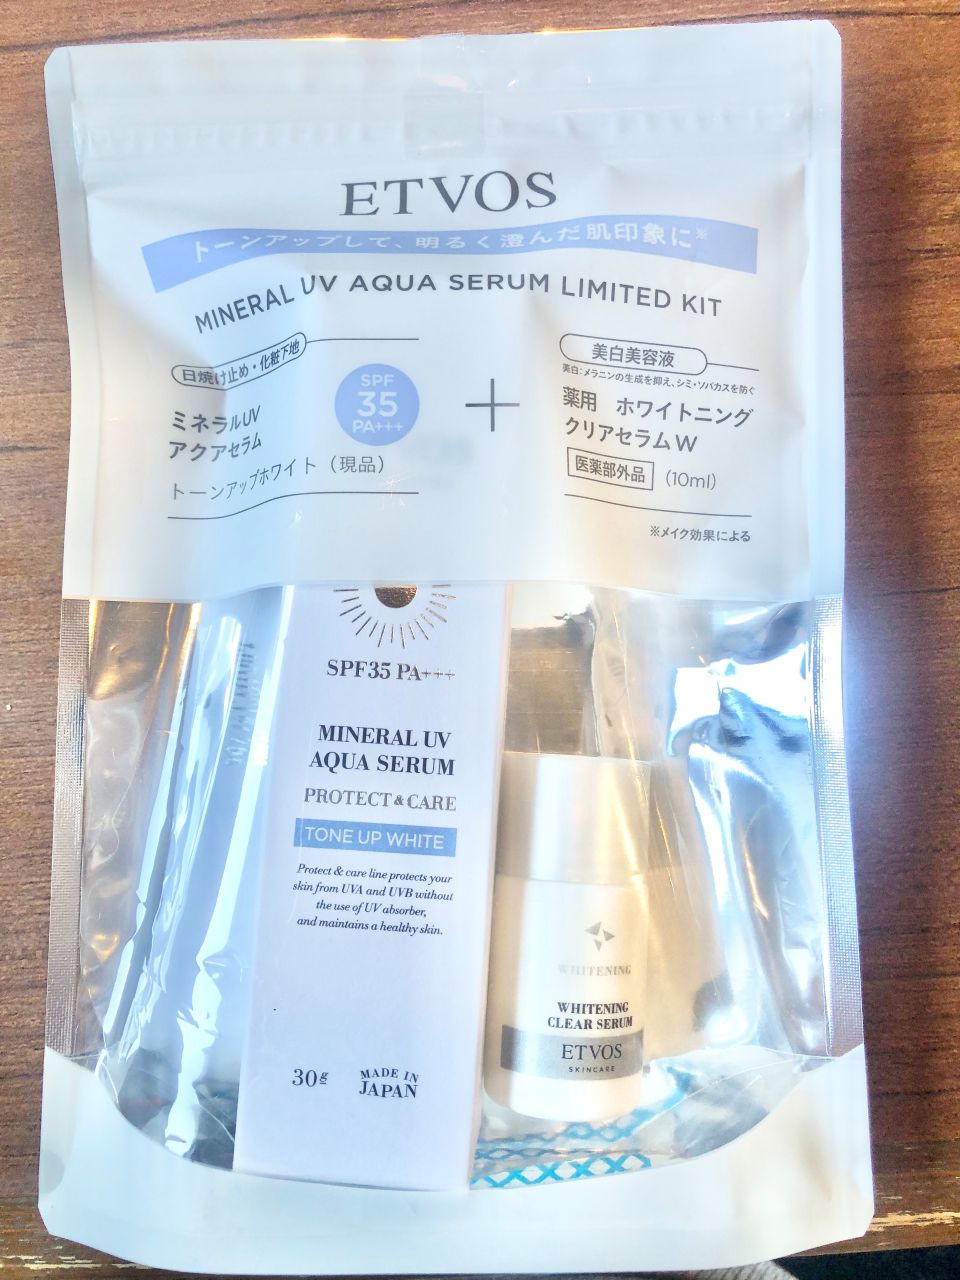 ETVOS
トーンアップして、明るく澄んだ肌印象に※
MINERAL UV AQUA SERUM LIMITED KIT
日焼け止め・化粧下地
ミネラルUV
アクアセラム
トーンアップホワイト（現品）
SPF
35
PA+++
+
美白美容液
美白：メラニンの生成を抑え、シミ・ソバカスを防ぐ
薬用 ホワイトニング
クリアセラムW
医薬部外品 （10ml）
※メイク効果による
SPF35 PA+++
MINERAL UV
AQUA SERUM
PROTECT & CARE
TONE UP WHITE
Protect & care line protects your
skin from UVA and UVB without
the use of UV absorber,
and maintains a healthy skin.
30g
MADE IN
JAPAN
WHITENING
WHITENING
CLEAR SERUM
ETVOS
SKINCARE